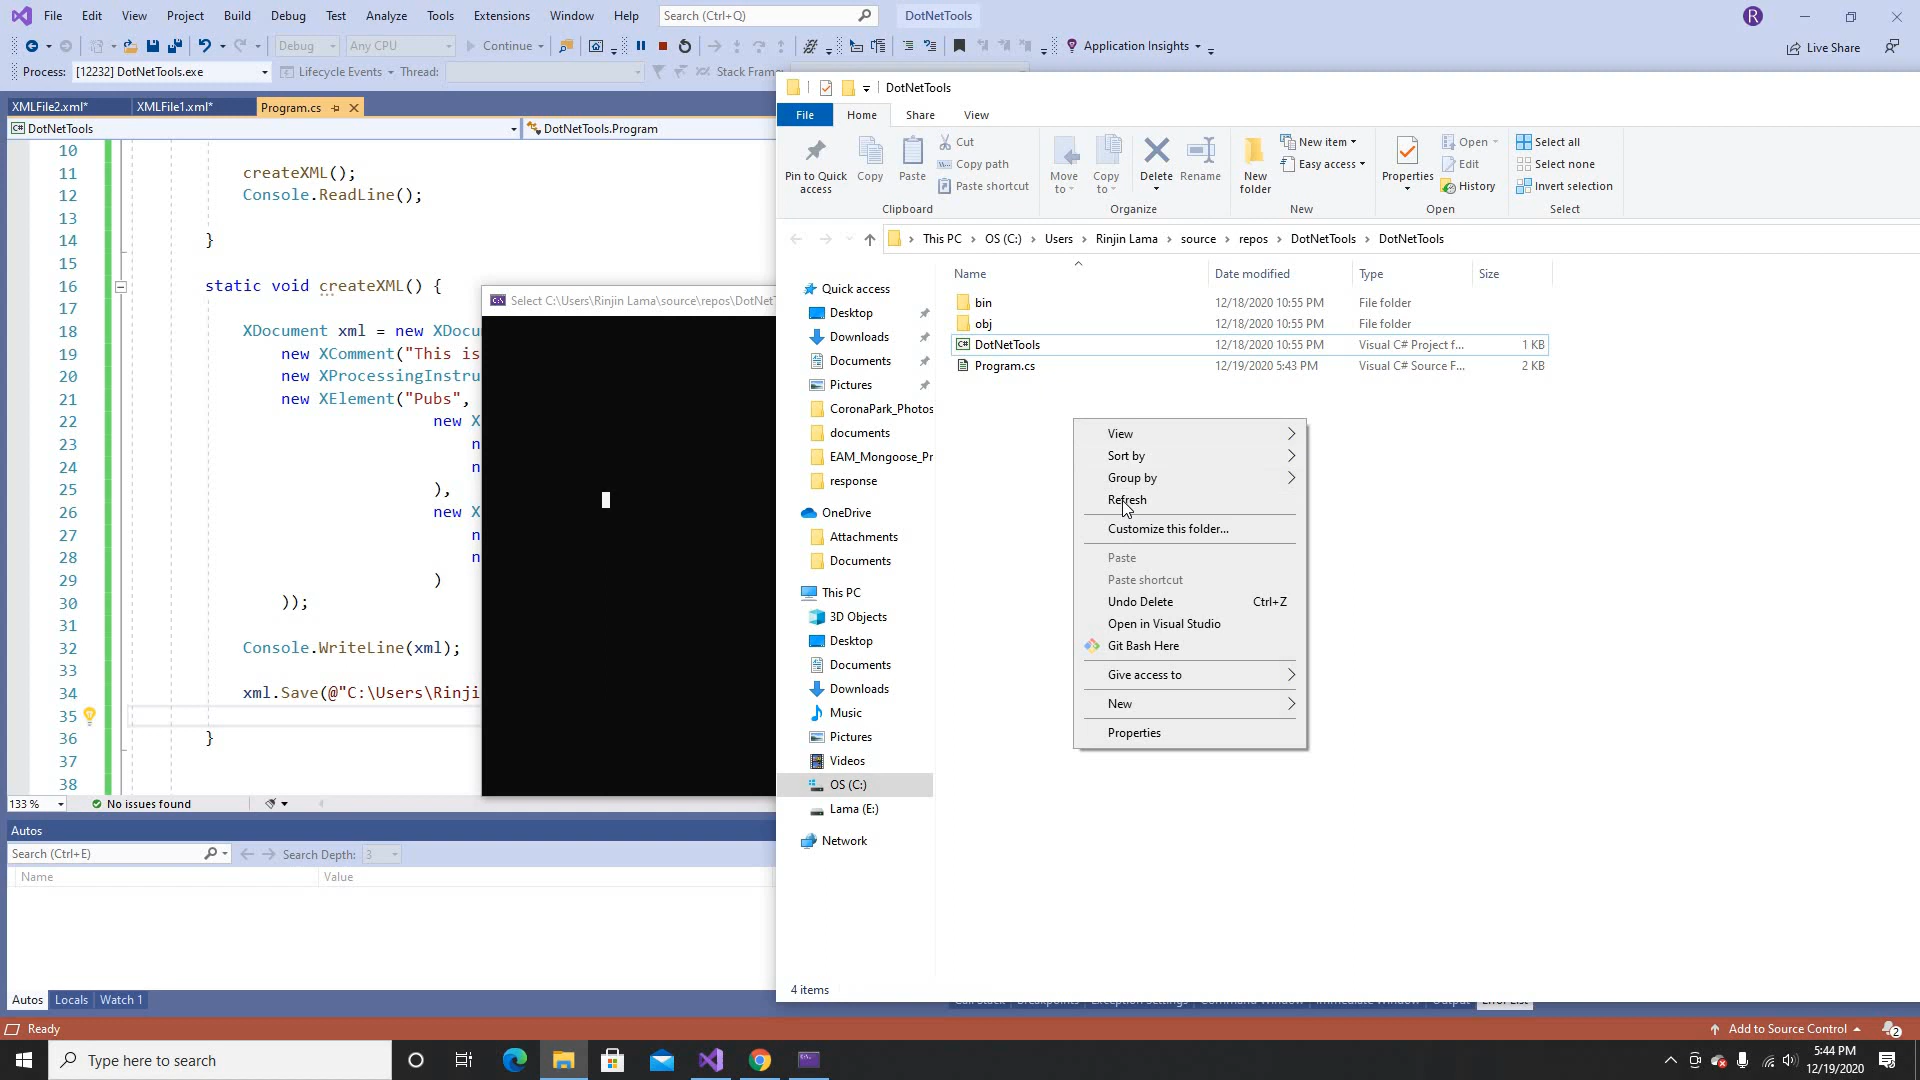 File Edit View Project Build Debug Test Analyze Tools Extensions Window Help Search (Ctrl+Q) DotNetTools R
Debug Any CPU Continue Application Insights Live Share
Process: [12232] DotNetTools.exe Lifecycle Events Thread: Stack Frame:
XMLFile2.xml* XMLFile1.xml* Program.cs
DotNetTools DotNetTools.Program
10
11 createXML();
12 Console.ReadLine();
13
14 }
15
16 static void createXML() {
17
18 XDocument xml = new XDocu
19 new XComment("This is
20 new XProcessingInstru
21 new XElement("Pubs",
22 new X
23 n
24 n
25 ),
26 new X
27 n
28 n
29 )
30 ));
31
32 Console.WriteLine(xml);
33
34 xml.Save(@"C:\Users\Rinji
35
36 }
37
38
133 % No issues found
Autos
Search (Ctrl+E) Search Depth: 3
Name Value
Autos Locals Watch 1
Ready
Select C:\Users\Rinjin Lama\source\repos\DotNetT
DotNetTools
File Home Share View
Pin to Quick access
Copy
Paste
Cut
Copy path
Paste shortcut
Clipboard
Move to
Copy to
Delete
Rename
Organize
New folder
New item
Easy access
New
Properties
Open
Edit
History
Open
Select all
Select none
Invert selection
Select
This PC OS (C:) Users Rinjin Lama source repos DotNetTools DotNetTools
Name Date modified Type Size
bin 12/18/2020 10:55 PM File folder
obj 12/18/2020 10:55 PM File folder
DotNetTools 12/18/2020 10:55 PM Visual C# Project f... 1 KB
Program.cs 12/19/2020 5:43 PM Visual C# Source F... 2 KB
Quick access
Desktop
Downloads
Documents
Pictures
CoronaPark_Photos
documents
EAM_Mongoose_Pr
response
OneDrive
Attachments
Documents
This PC
3D Objects
Desktop
Documents
Downloads
Music
Pictures
Videos
OS (C:)
Lama (E:)
Network
4 items
View
Sort by
Group by
Refresh
Customize this folder...
Paste
Paste shortcut
Undo Delete Ctrl+Z
Open in Visual Studio
Git Bash Here
Give access to
New
Properties
Call Stack Breakpoints Exception Settings Command Window Immediate Window Output Error List
Add to Source Control 2
Type here to search
5:44 PM
12/19/2020